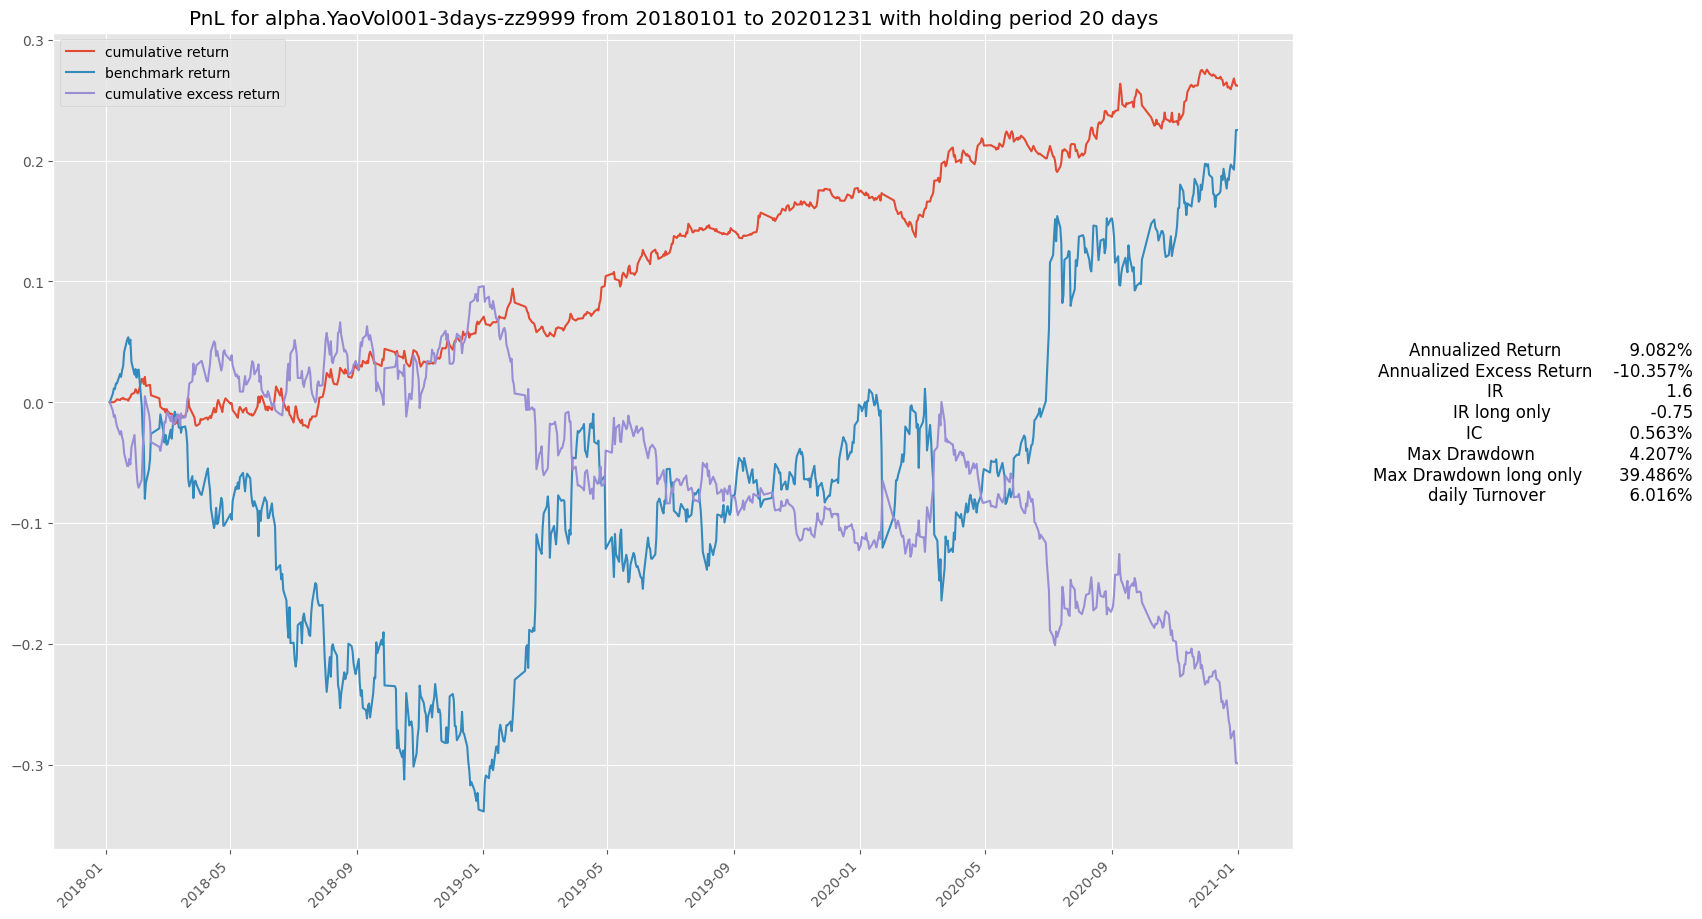 PnL for alpha.YaoVol001-3days-zz9999 from 20180101 to 20201231 with holding period 20 days
cumulative return
benchmark return
cumulative excess return
0.3
0.2
0.1
0.0
−0.1
−0.2
−0.3
2018-01
2018-05
2018-09
2019-01
2019-05
2019-09
2020-01
2020-05
2020-09
2021-01
Annualized Return 9.082%
Annualized Excess Return -10.357%
IR 1.6
IR long only -0.75
IC 0.563%
Max Drawdown 4.207%
Max Drawdown long only 39.486%
daily Turnover 6.016%